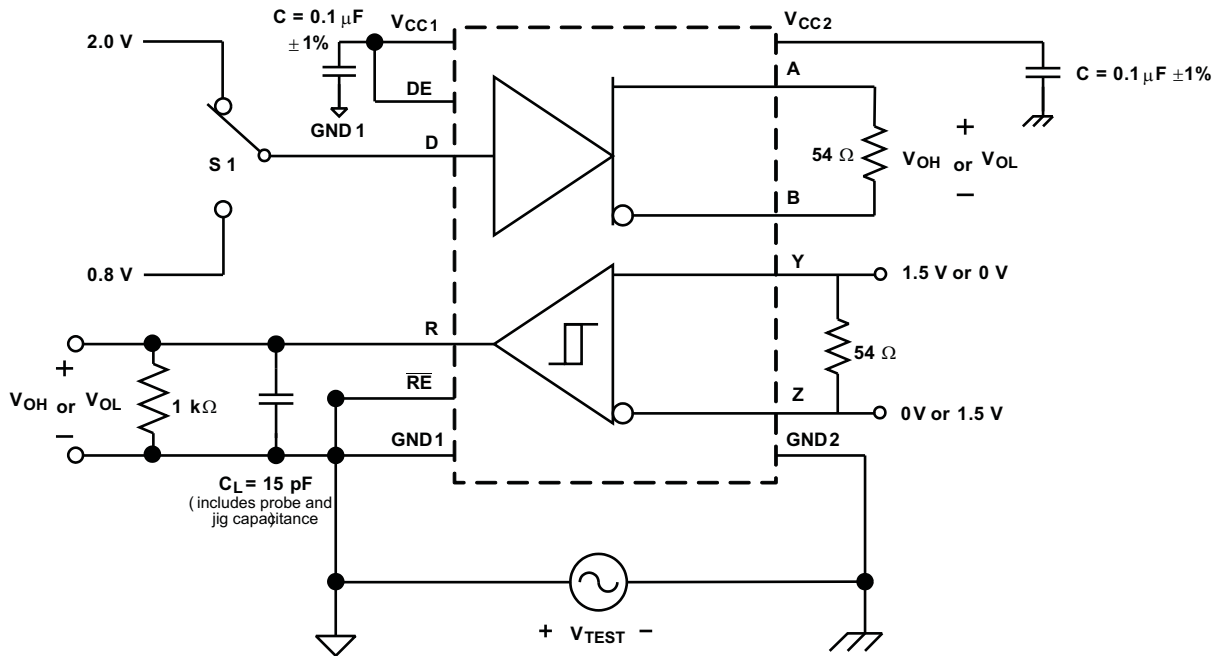 C = 0.1 µF
± 1%
VCC1
VCC2
2.0 V
DE
GND 1
A
C = 0.1 µF ±1%
S 1
D
54 Ω
+
VOH or VOL
−
B
0.8 V
Y
1.5 V or 0 V
R
54 Ω
+
VOH or VOL
−
1 kΩ
RE
Z
0 V or 1.5 V
GND1
GND2
CL = 15 pF
( includes probe and
jig capacitance)
+ VTEST −